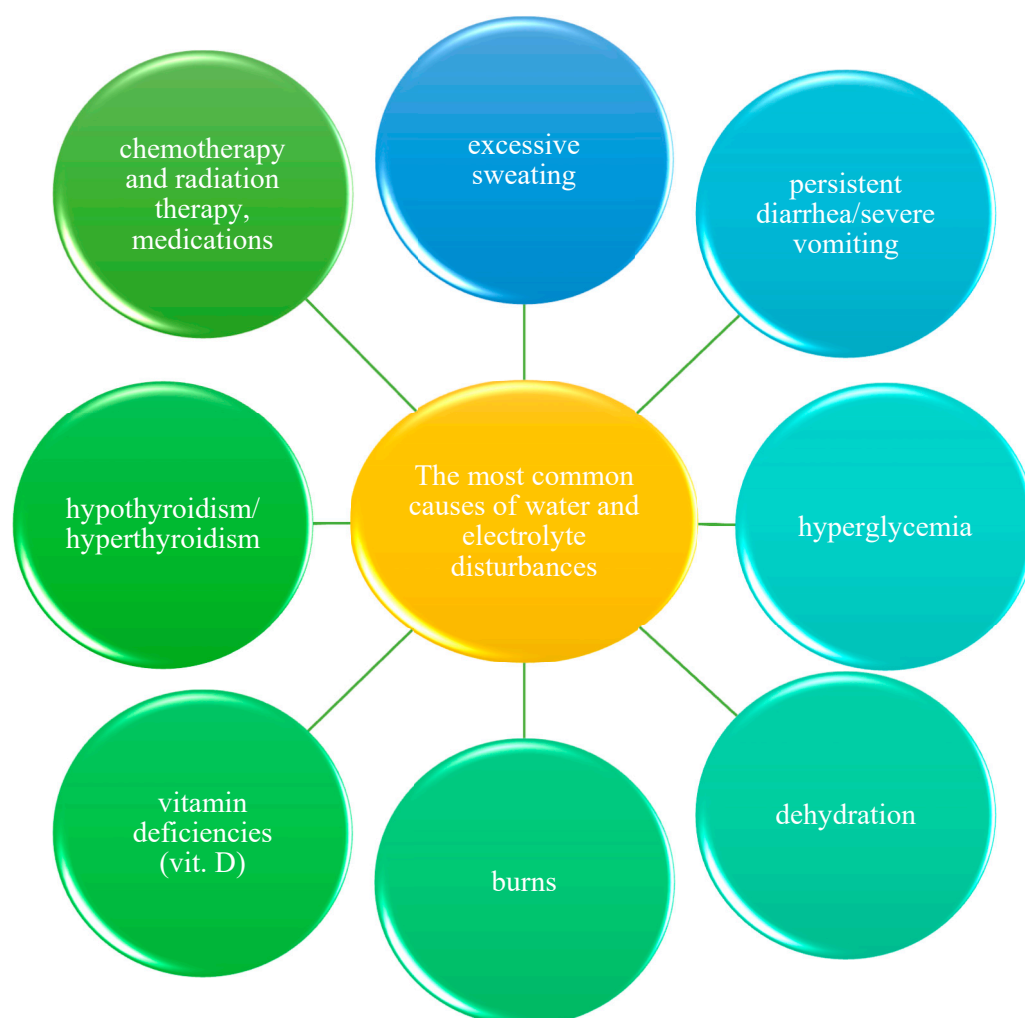 excessive
sweating
persistent
diarrhea/severe
vomiting
hyperglycemia
dehydration
burns
vitamin
deficiencies
(vit. D)
hypothyroidism/
hyperthyroidism
chemotherapy
and radiation
therapy,
medications
The most common
causes of water and
electrolyte
disturbances